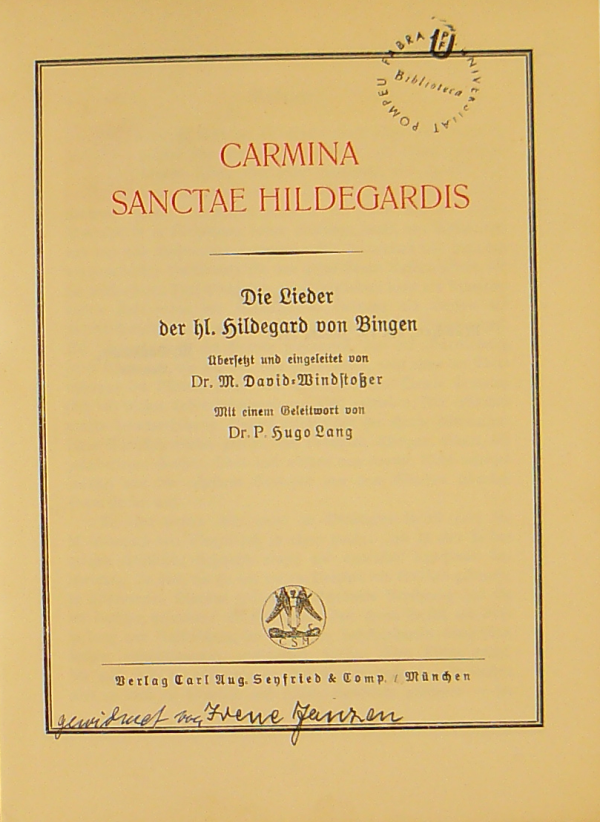 POMPEU FABRA UNIVERSITAT
UPF
Biblioteca
CARMINA
SANCTAE HILDEGARDIS
Die Lieder
der hl. Hildegard von Bingen
Übersetzt und eingeleitet von
Dr. M. David=Windstoßer
Mit einem Geleitwort von
Dr. P. Hugo Lang
CSM
Verlag Carl Aug. Seyfried & Comp. / München
gewidmet von Irene Janzen